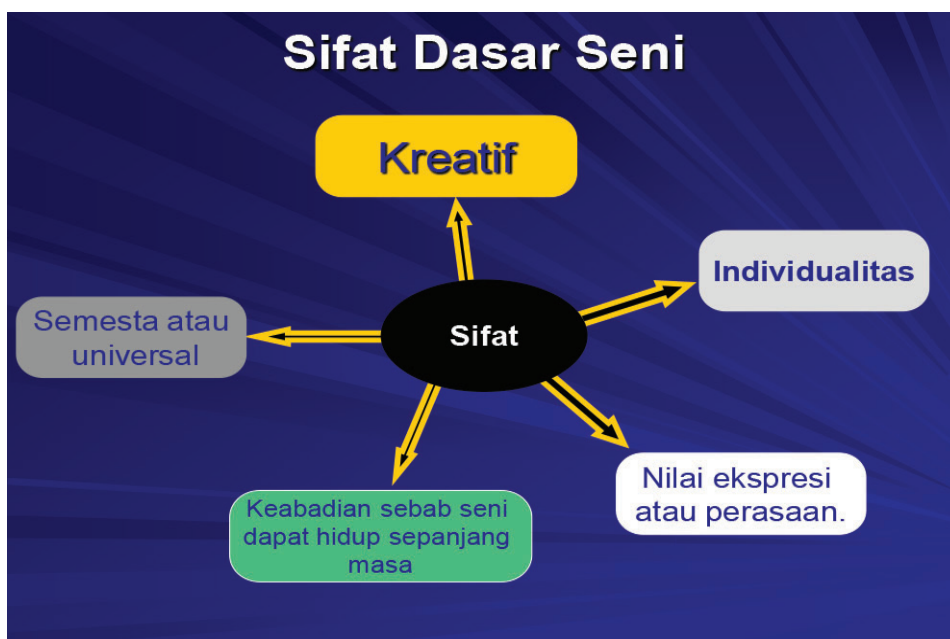 Sifat Dasar Seni
Kreatif
Individualitas
Semesta atau
universal
Sifat
Nilai ekspresi
atau perasaan.
Keabadian sebab seni
dapat hidup sepanjang
masa